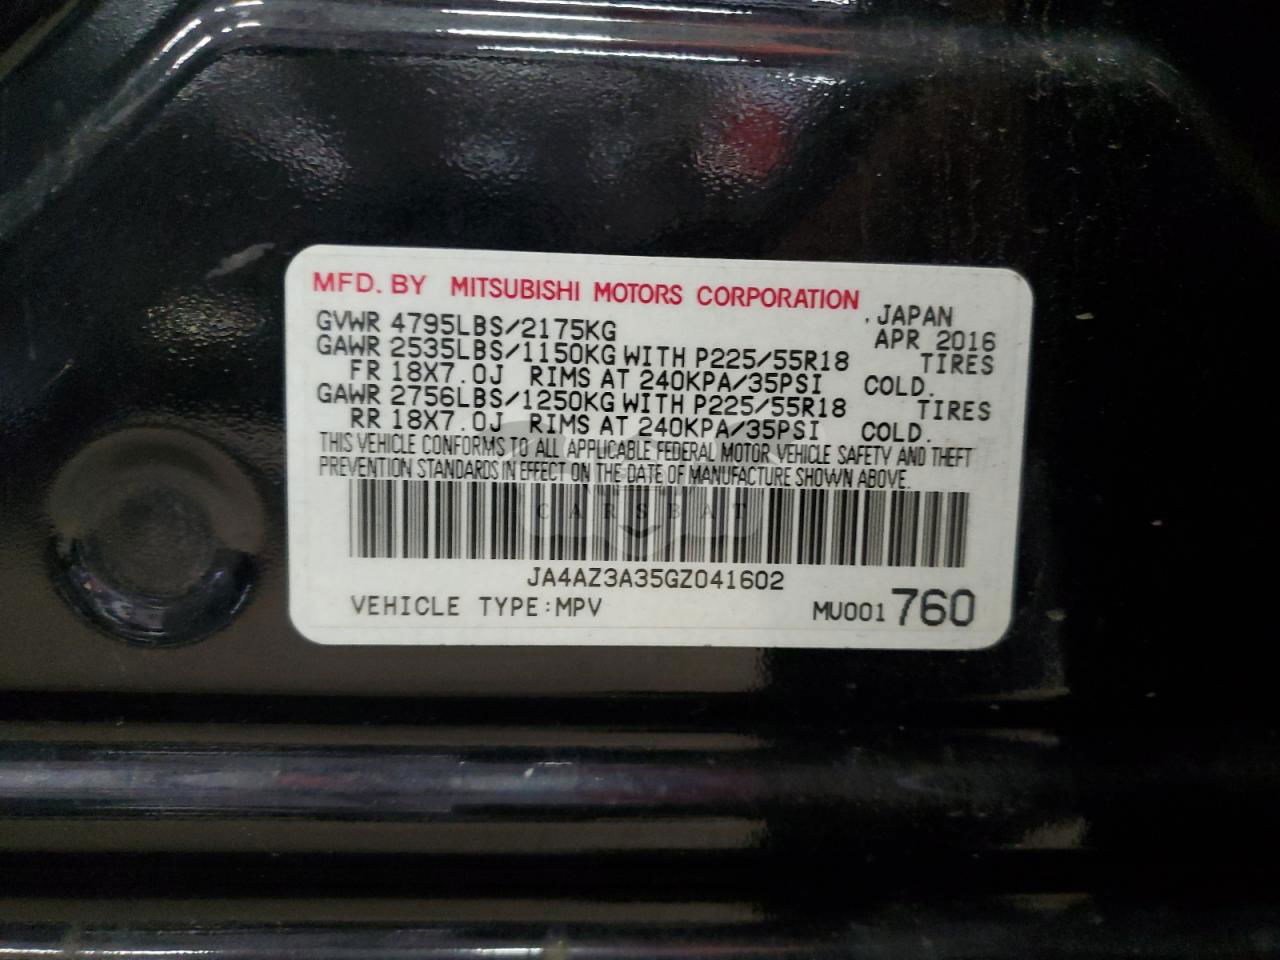 MFD. BY MITSUBISHI MOTORS CORPORATION , JAPAN
GVWR 4795LBS/2175KG APR 2016
GAWR 2535LBS/1150KG WITH P225/55R18 TIRES
FR 18X7.0J RIMS AT 240KPA/35PSI COLD.
GAWR 2756LBS/1250KG WITH P225/55R18 TIRES
RR 18X7.0J RIMS AT 240KPA/35PSI COLD.
THIS VEHICLE CONFORMS TO ALL APPLICABLE FEDERAL MOTOR VEHICLE SAFETY AND THEFT
PREVENTION STANDARDS IN EFFECT ON THE DATE OF MANUFACTURE SHOWN ABOVE.
CARSBAT
JA4AZ3A35GZ041602
VEHICLE TYPE:MPV MU001 760